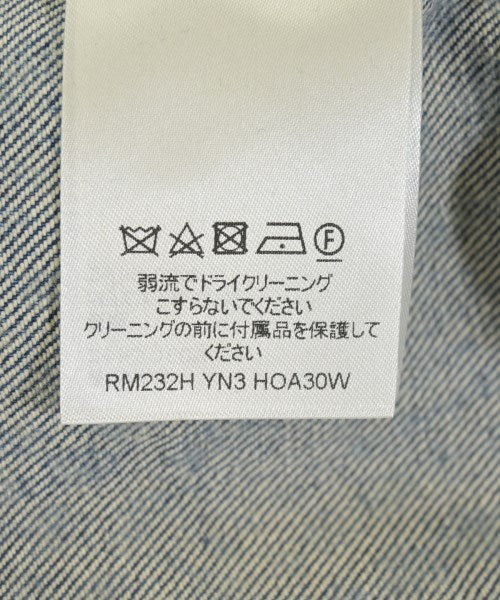 F
弱流でドライクリーニング
こすらないでください
クリーニングの前に付属品を保護して
ください
RM232H YN3 HOA30W